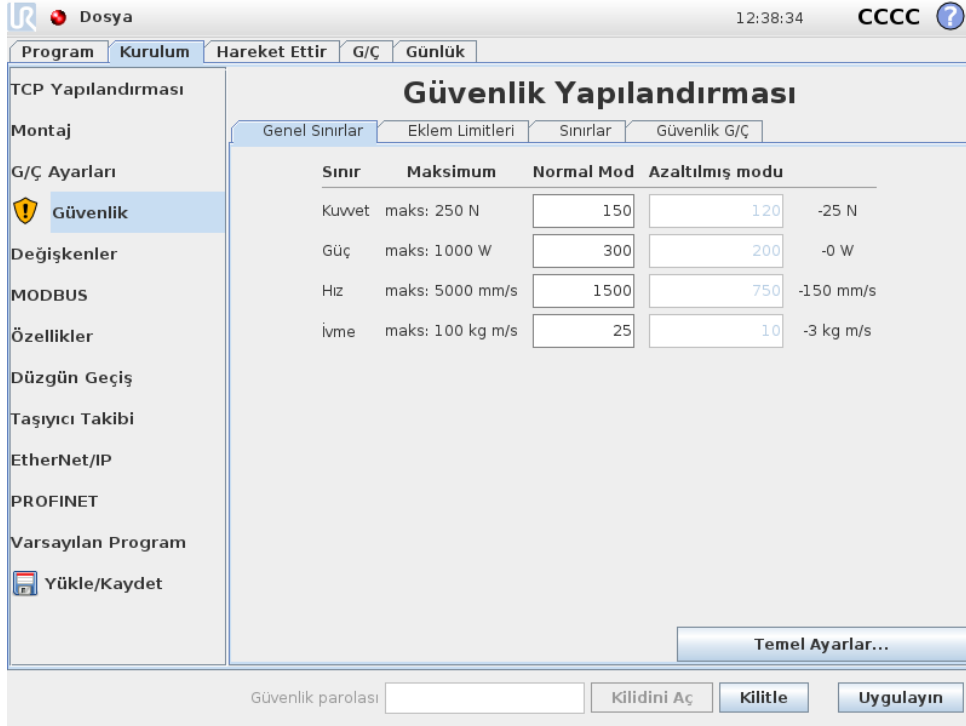 UR Dosya 12:38:34 CCCC ?
Program Kurulum Hareket Ettir G/Ç Günlük
TCP Yapılandırması
Montaj
G/Ç Ayarları
Güvenlik
Değişkenler
MODBUS
Özellikler
Düzgün Geçiş
Taşıyıcı Takibi
EtherNet/IP
PROFINET
Varsayılan Program
Yükle/Kaydet
Güvenlik Yapılandırması
Genel Sınırlar Eklem Limitleri Sınırlar Güvenlik G/Ç
Sınır Maksimum Normal Mod Azaltılmış modu
Kuvvet maks: 250 N 150 120 -25 N
Güç maks: 1000 W 300 200 -0 W
Hız maks: 5000 mm/s 1500 750 -150 mm/s
İvme maks: 100 kg m/s 25 10 -3 kg m/s
Temel Ayarlar...
Güvenlik parolası Kilidini Aç Kilitle Uygulayın